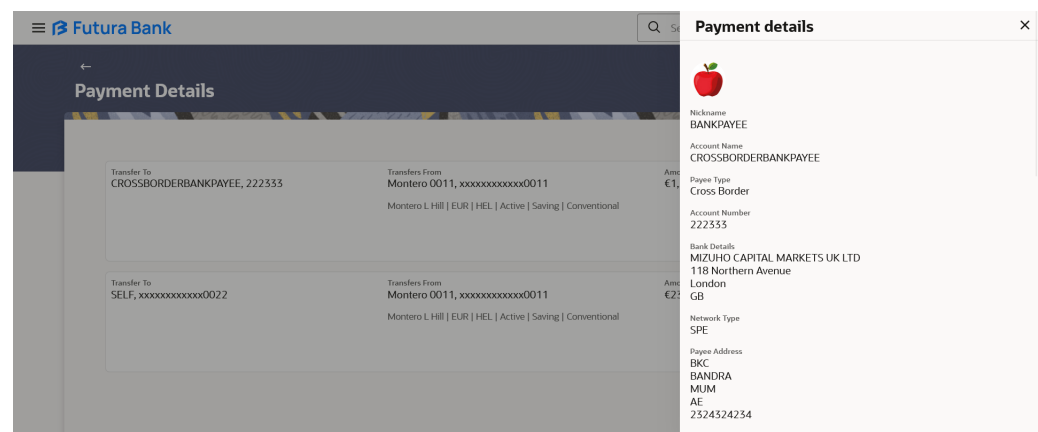 Futura Bank
Payment Details
Transfer To
CROSSBORDERBANKPAYEE, 222333
Transfers From
Montero 0011, xxxxxxxxxxxx0011
Montero L Hill | EUR | HEL | Active | Saving | Conventional
€1,
Transfer To
SELF, xxxxxxxxxxxx0022
Transfers From
Montero 0011, xxxxxxxxxxxx0011
Montero L Hill | EUR | HEL | Active | Saving | Conventional
Payment details
Nickname
BANKPAYEE
Account Name
CROSSBORDERBANKPAYEE
Payee Type
Cross Border
Account Number
222333
Bank Details
MIZUHO CAPITAL MARKETS UK LTD
118 Northern Avenue
London
GB
Network Type
SPE
Payee Address
BKC
BANDRA
MUM
AE
2324324234